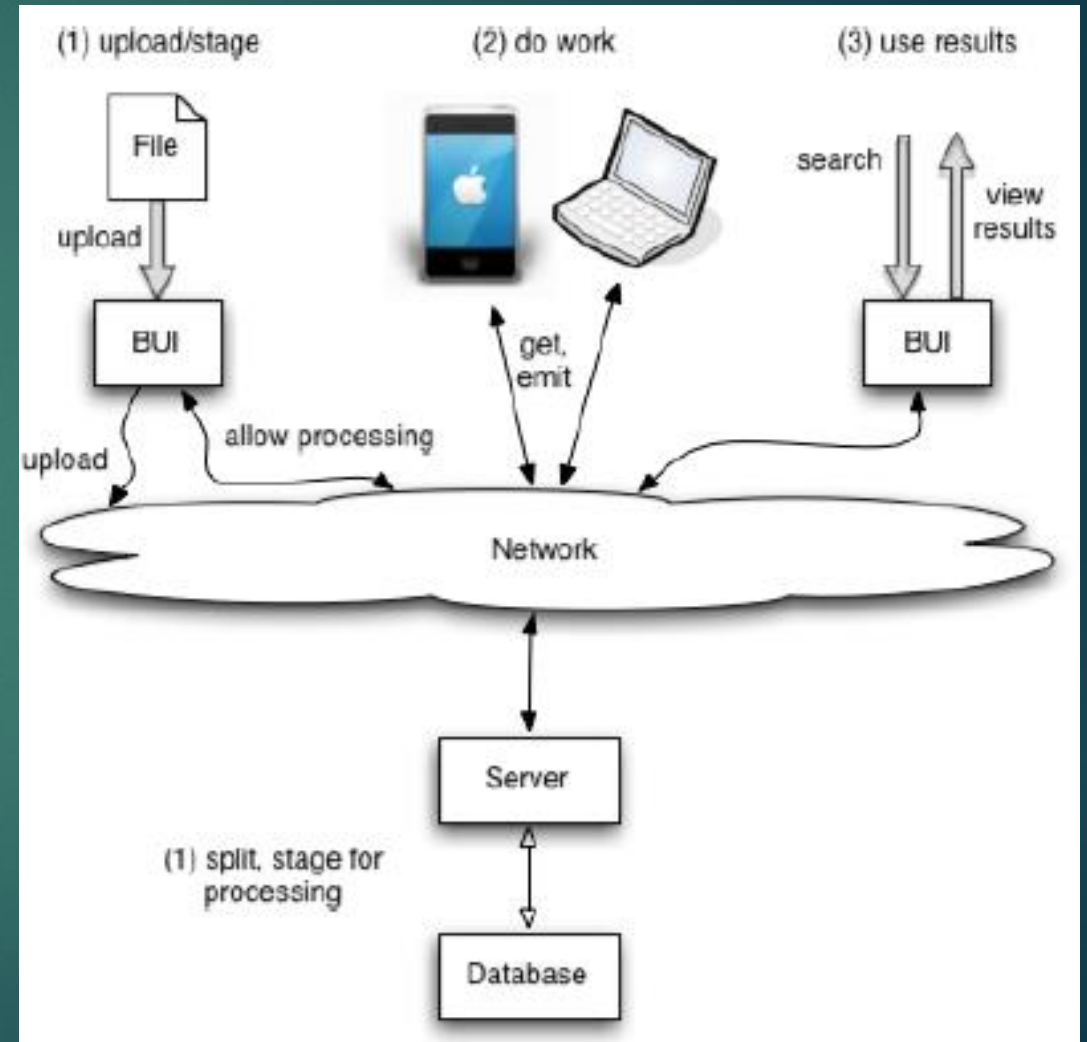 (1) upload/stage
(2) do work
(3) use results
File
upload
BUI
upload
allow processing
get,
emit
search
view
results
BUI
Network
Server
(1) split, stage for
processing
Database